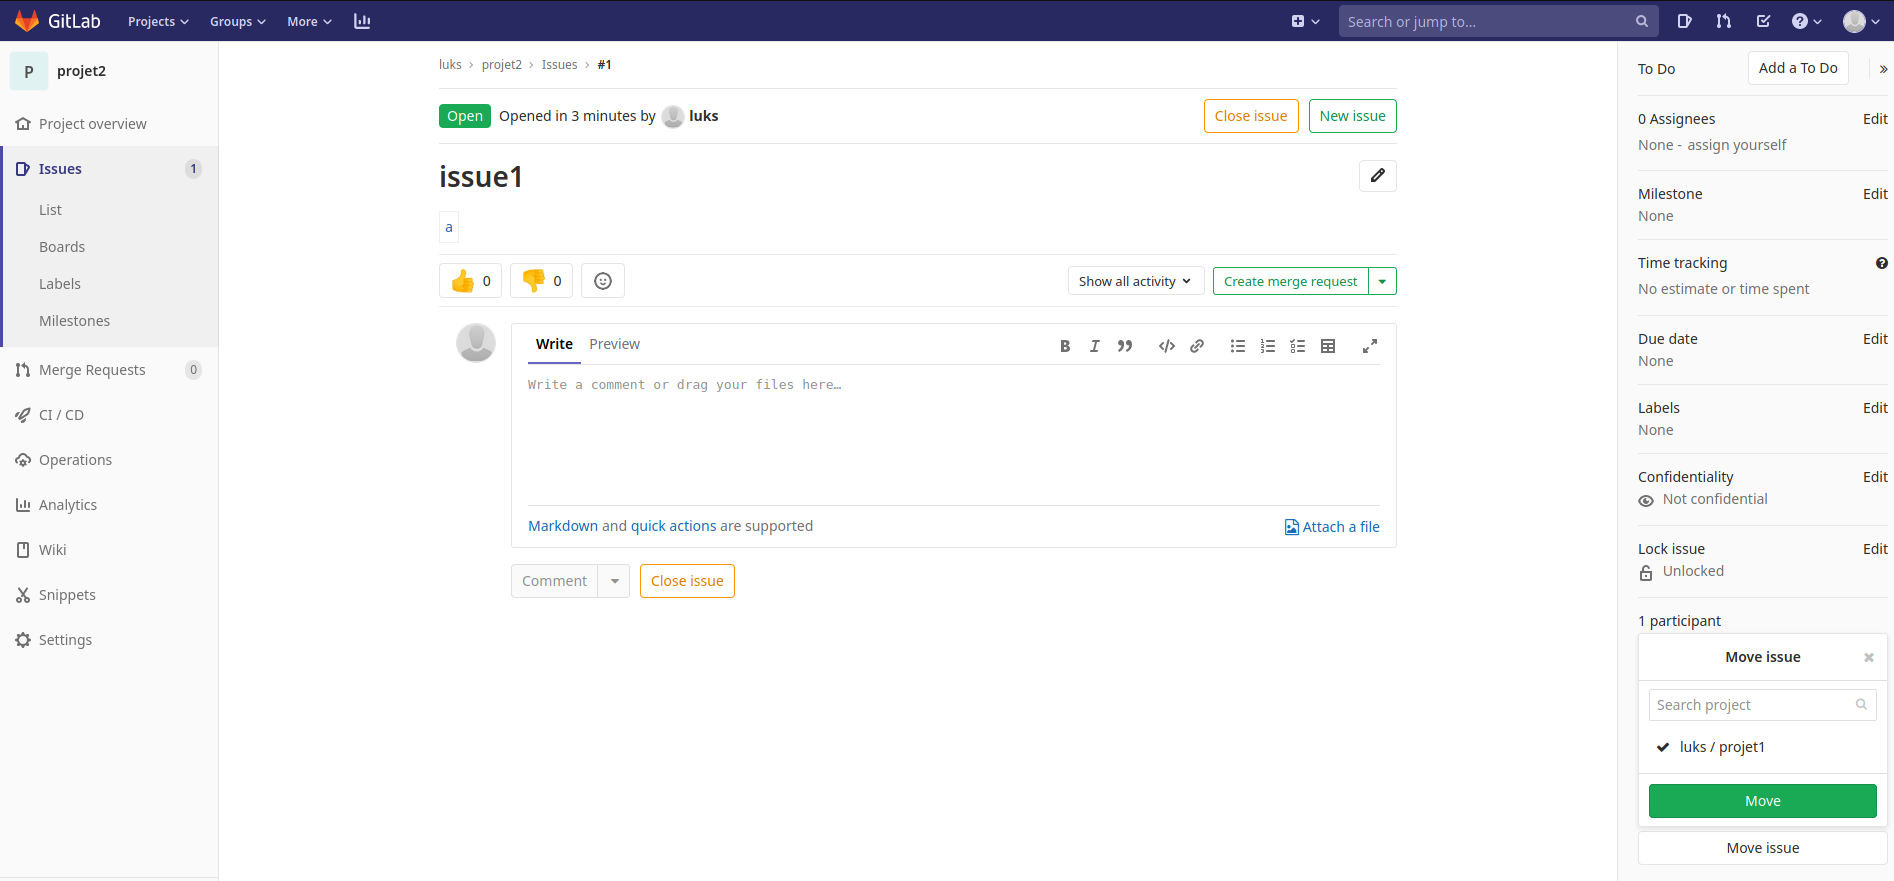 GitLab Projects Groups More Search or jump to...
P projet2
Project overview
Issues 1
List
Boards
Labels
Milestones
Merge Requests 0
CI / CD
Operations
Analytics
Wiki
Snippets
Settings
luks > projet2 > Issues > #1
Open Opened in 3 minutes by luks Close issue New issue
issue1
a
0 0 Show all activity Create merge request
Write Preview
Write a comment or drag your files here…
Markdown and quick actions are supported Attach a file
Comment Close issue
To Do Add a To Do »
0 Assignees Edit
None - assign yourself
Milestone Edit
None
Time tracking
No estimate or time spent
Due date Edit
None
Labels Edit
None
Confidentiality Edit
Not confidential
Lock issue Edit
Unlocked
1 participant
Move issue
Search project
luks / projet1
Move
Move issue